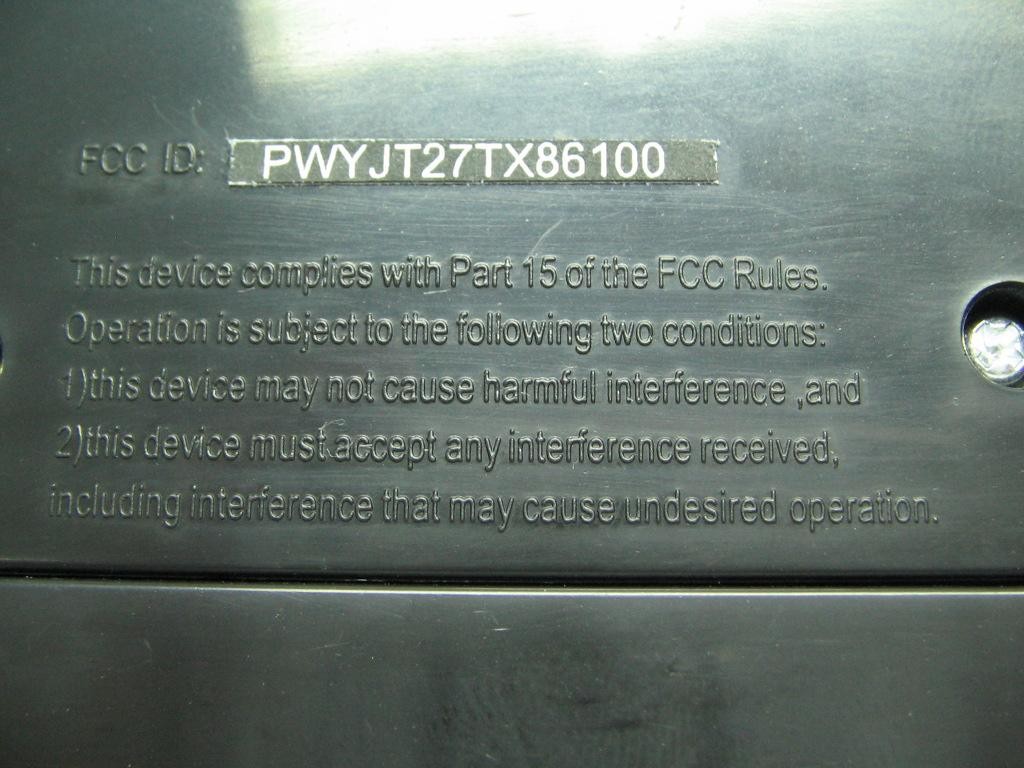 FCC ID: PWYJT27TX86100
This device complies with Part 15 of the FCC Rules.
Operation is subject to the following two conditions:
1)this device may not cause harmful interference ,and
2)this device must accept any interference received,
including interference that may cause undesired operation.